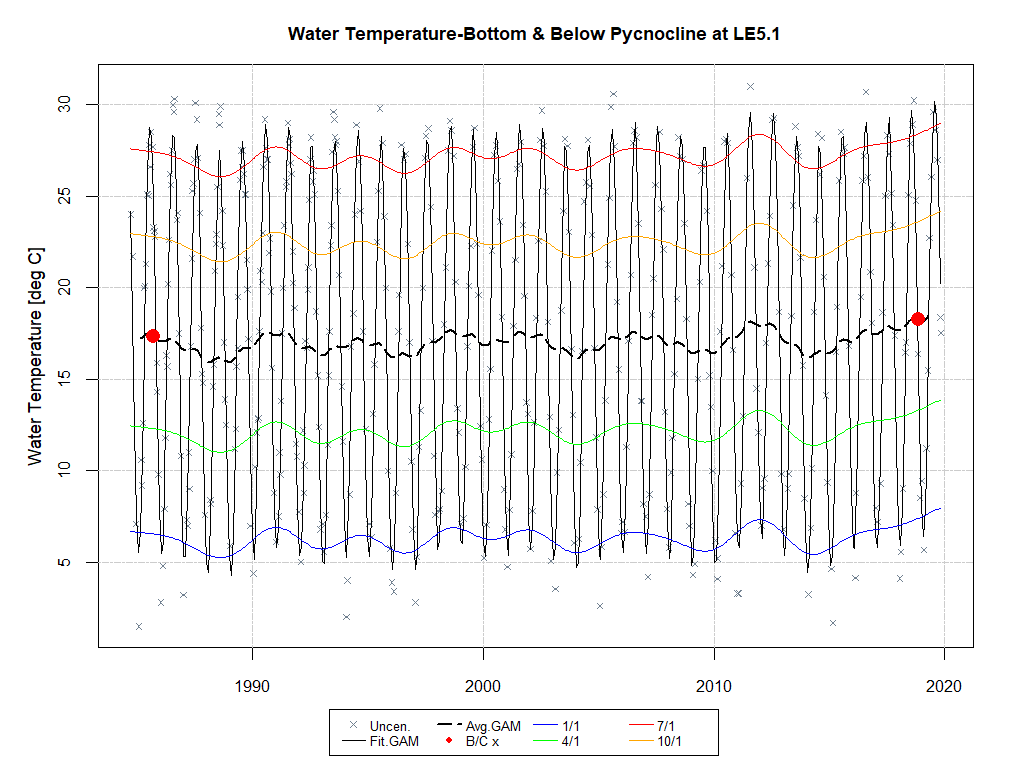 Water Temperature-Bottom & Below Pycnocline at LE5.1
Water Temperature [deg C]
30
25
20
15
10
5
1990 2000 2010 2020
Uncen. Avg.GAM 1/1 7/1
Fit.GAM B/C x 4/1 10/1